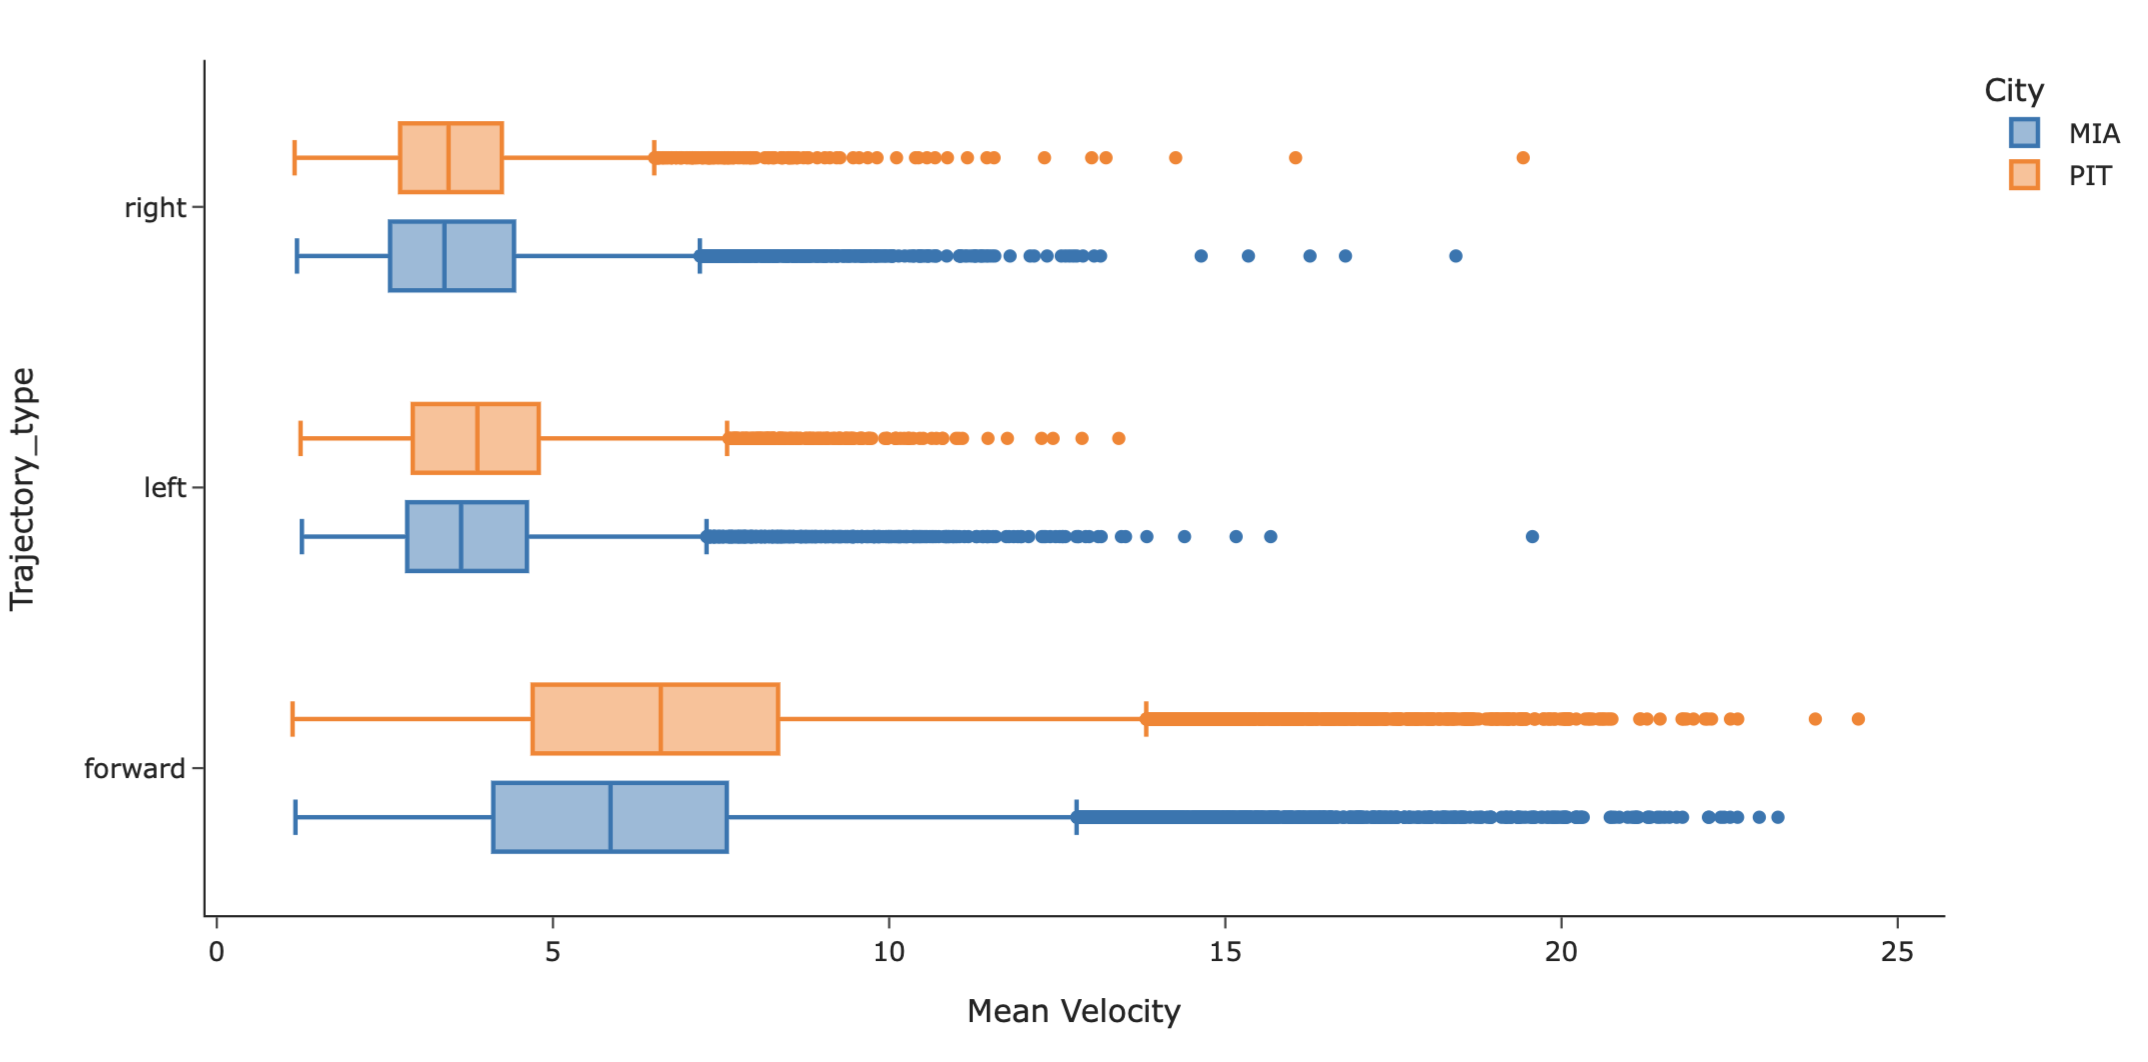 City
MIA
PIT
Trajectory_type
right
left
forward
0 5 10 15 20 25
Mean Velocity